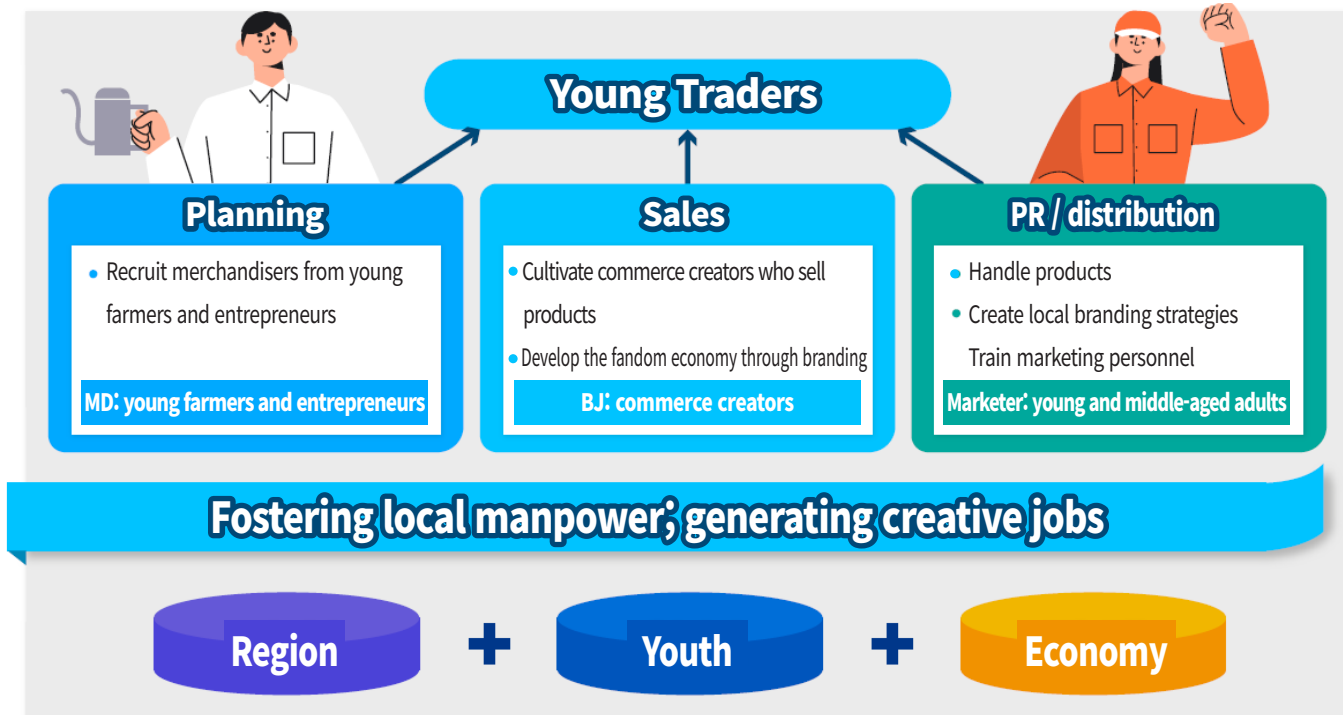 Young Traders
Planning
• Recruit merchandisers from young
farmers and entrepreneurs
MD: young farmers and entrepreneurs
Sales
• Cultivate commerce creators who sell
products
• Develop the fandom economy through branding
BJ: commerce creators
PR / distribution
• Handle products
• Create local branding strategies
Train marketing personnel
Marketer: young and middle-aged adults
Fostering local manpower; generating creative jobs
Region
+
Youth
+
Economy